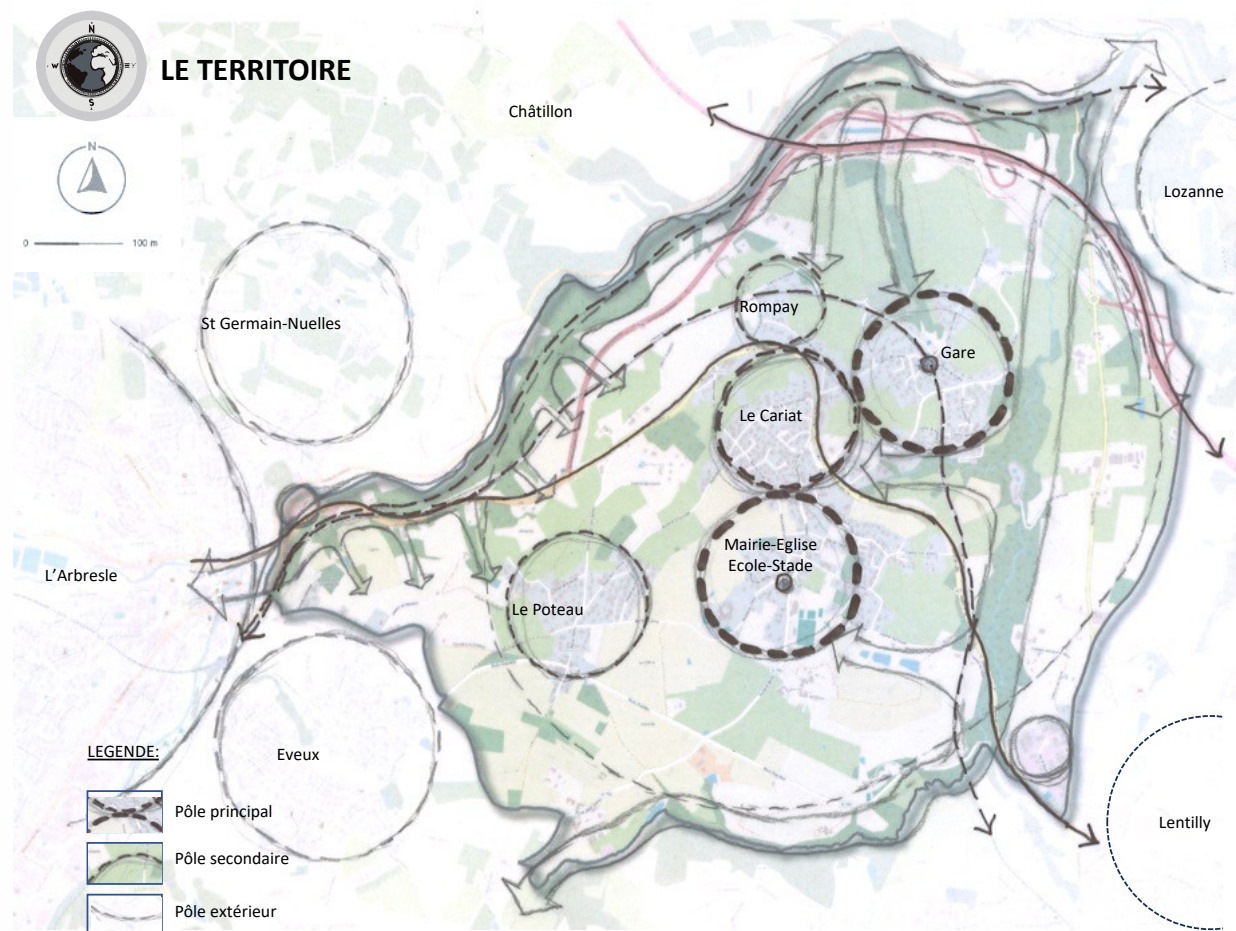 N
W
E
S
LE TERRITOIRE
N
0
100 m
Châtillon
Lozanne
St Germain-Nuelles
Rompay
Gare
Le Cariat
Mairie-Eglise
Ecole-Stade
L'Arbresle
Le Poteau
Eveux
Lentilly
LEGENDE:
Pôle principal
Pôle secondaire
Pôle extérieur